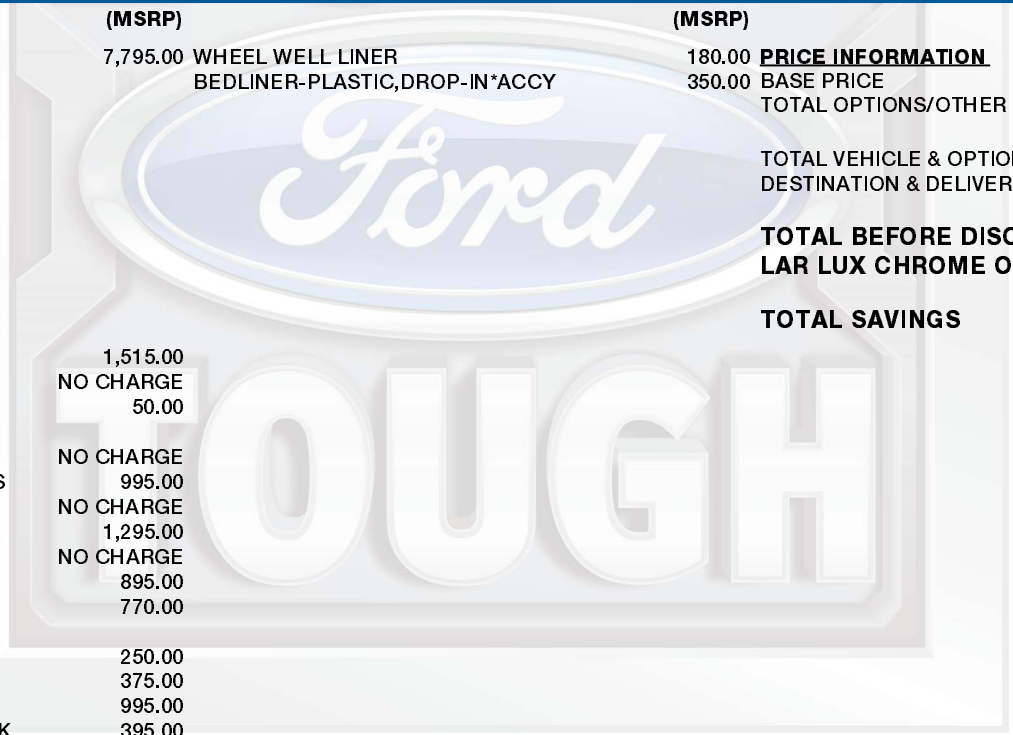 (MSRP)
7,795.00 WHEEL WELL LINER
BEDLINER-PLASTIC,DROP-IN*ACCY
1,515.00
NO CHARGE
50.00
NO CHARGE
S 995.00
NO CHARGE
1,295.00
NO CHARGE
895.00
770.00
250.00
375.00
995.00
K 395.00
(MSRP)
180.00
350.00
PRICE INFORMATION
BASE PRICE
TOTAL OPTIONS/OTHER
TOTAL VEHICLE & OPTIO
DESTINATION & DELIVER
TOTAL BEFORE DISC
LAR LUX CHROME O
TOTAL SAVINGS
Ford
TOUGH